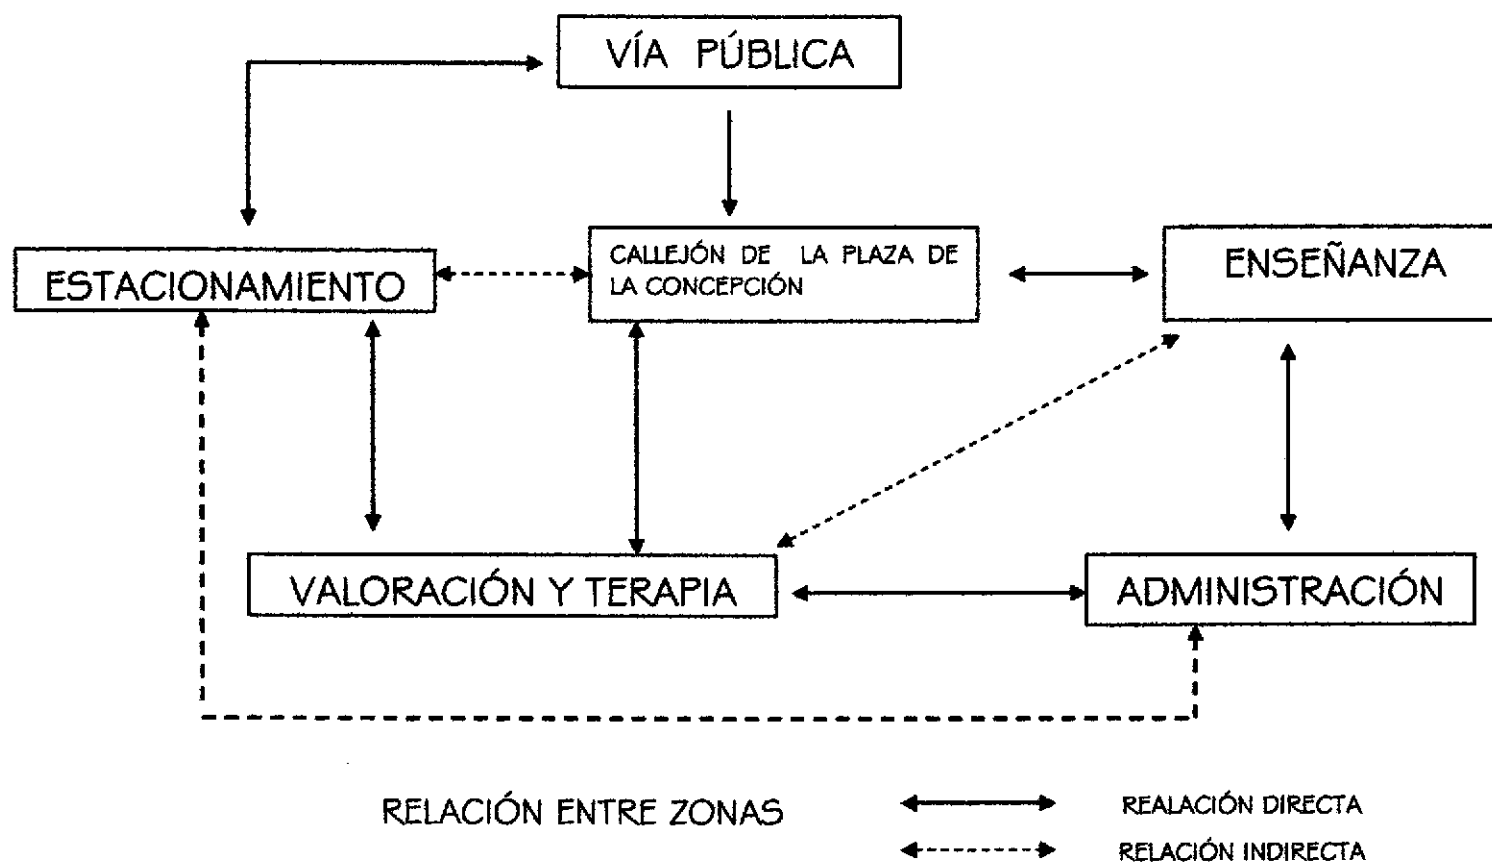 VÍA PÚBLICA
CALLEJÓN DE LA PLAZA DE
LA CONCEPCIÓN
ENSEÑANZA
ESTACIONAMIENTO
VALORACIÓN Y TERAPIA
ADMINISTRACIÓN
RELACIÓN ENTRE ZONAS
REALACIÓN DIRECTA
RELACIÓN INDIRECTA